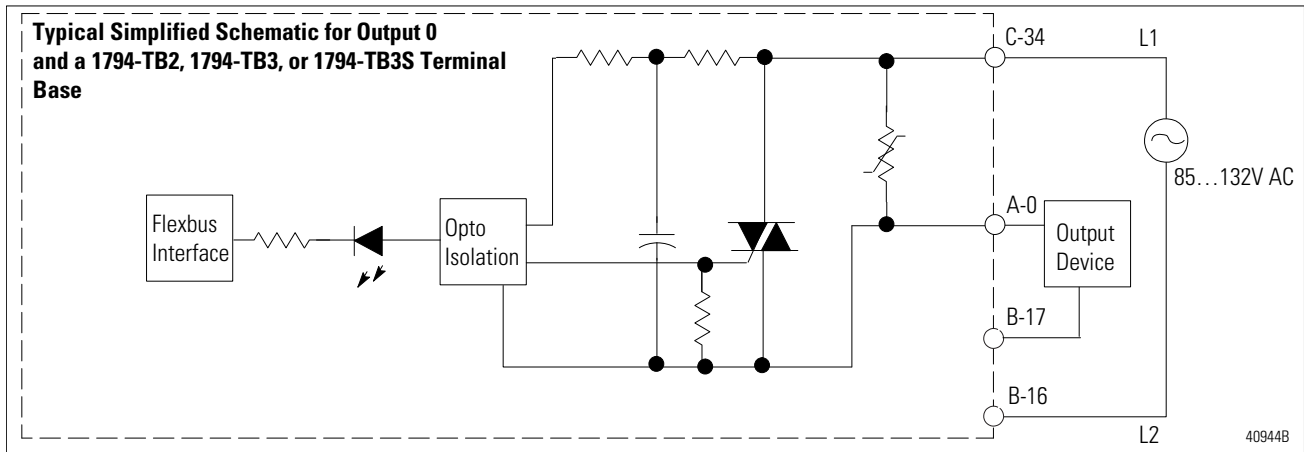 Typical Simplified Schematic for Output 0
and a 1794-TB2, 1794-TB3, or 1794-TB3S Terminal
Base
C-34
L1
85…132V AC
A-0
Flexbus
Interface
Opto
Isolation
Output
Device
B-17
B-16
L2
40944B